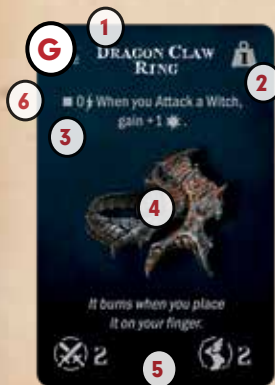 1
G
DRAGON CLAW
RING
1
2
6
0 When you Attack a Witch,
gain +1 .
3
4
It burns when you place
it on your finger.
2
5
2